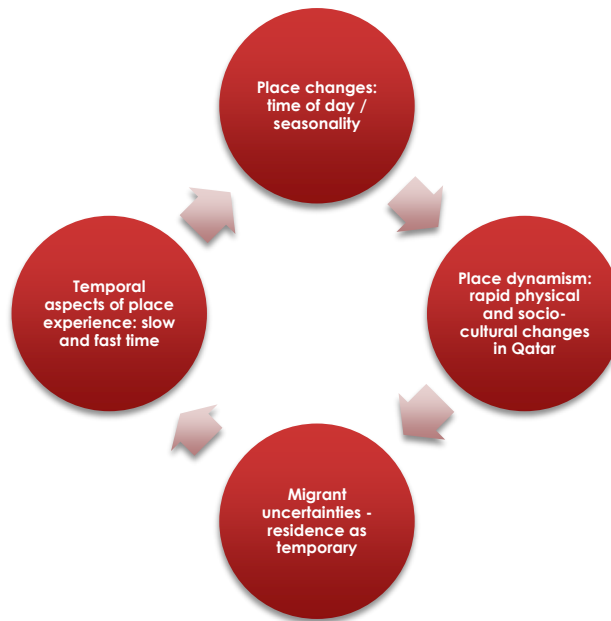 Place changes:
time of day /
seasonality
Place dynamism:
rapid physical
and socio-
cultural changes
in Qatar
Migrant
uncertainties -
residence as
temporary
Temporal
aspects of place
experience: slow
and fast time